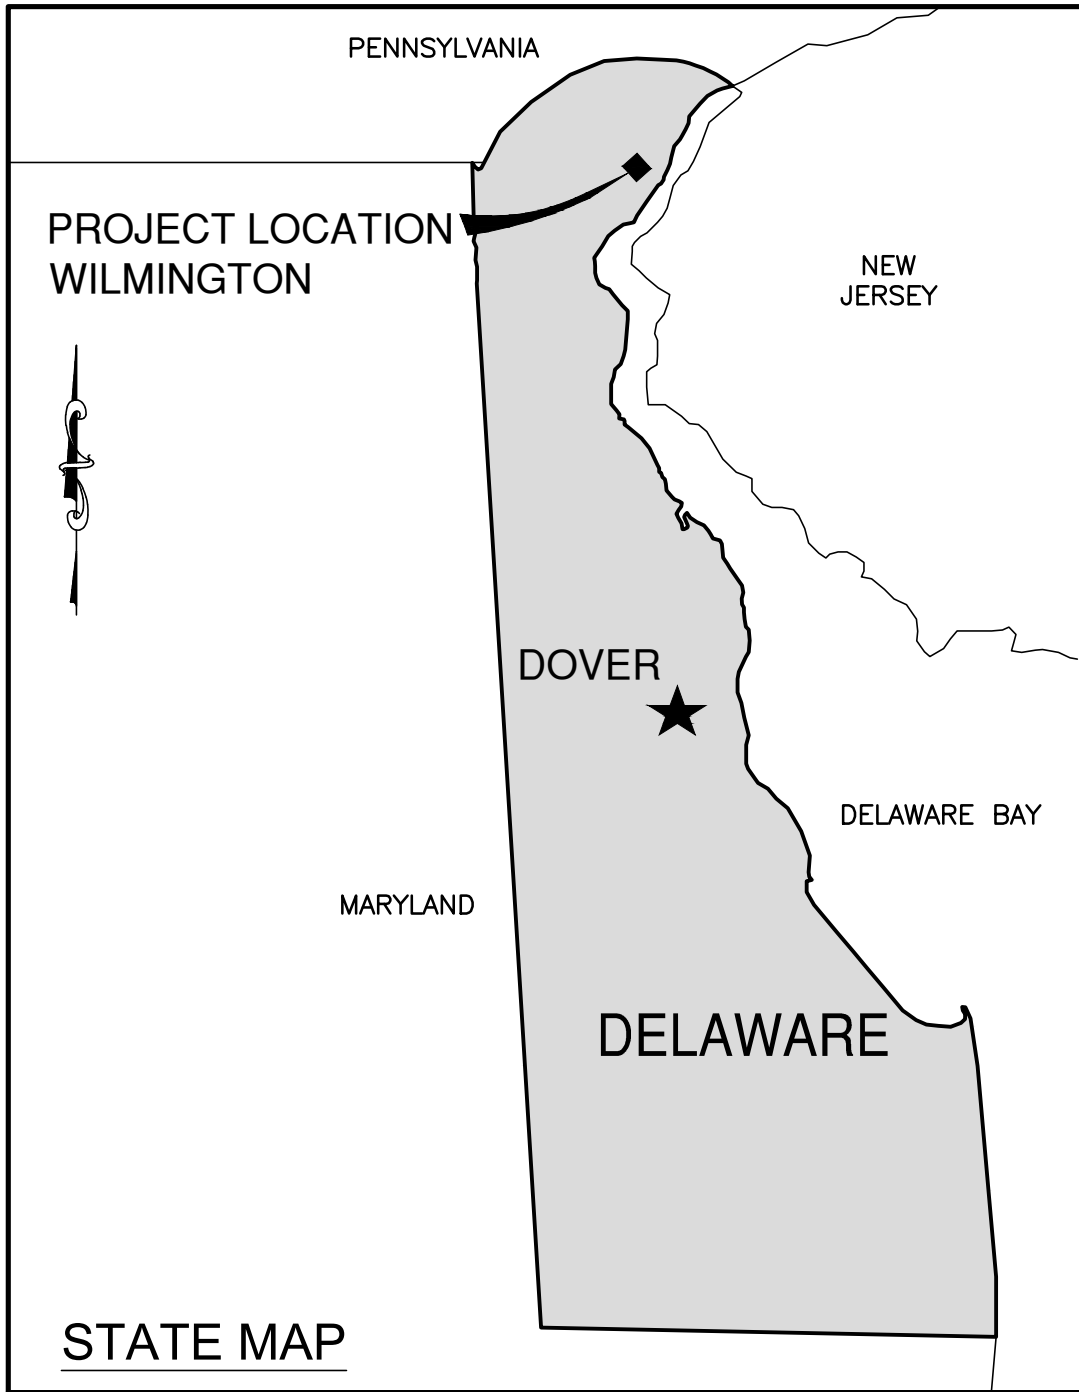 PENNSYLVANIA
PROJECT LOCATION
WILMINGTON
NEW
JERSEY
DOVER
DELAWARE BAY
MARYLAND
DELAWARE
STATE MAP